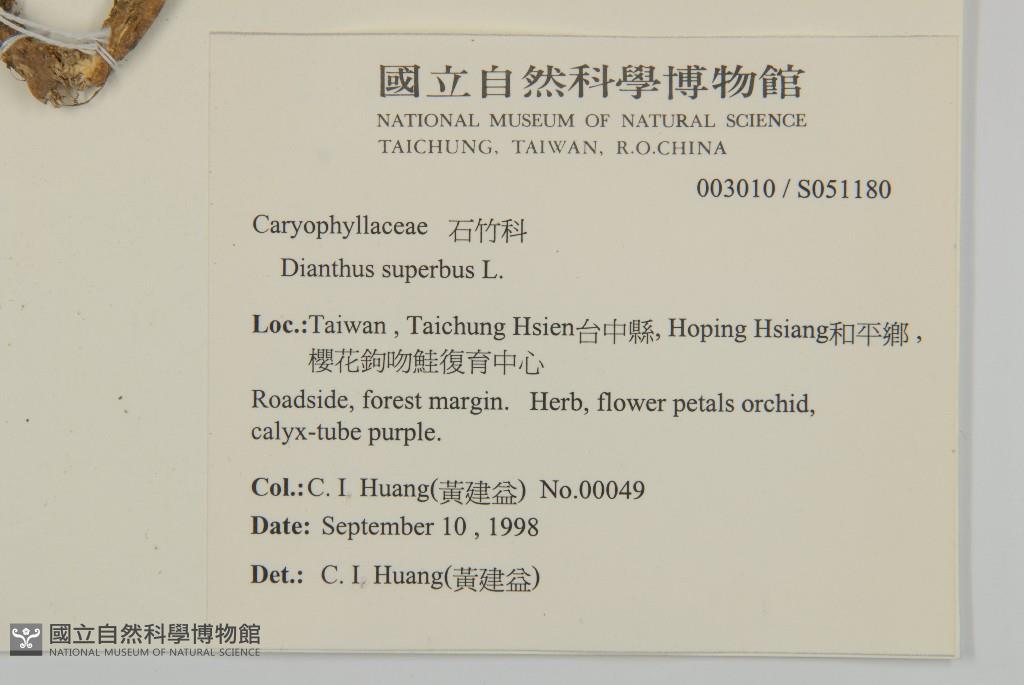 國立自然科學博物館
NATIONAL MUSEUM OF NATURAL SCIENCE
TAICHUNG, TAIWAN, R.O.CHINA
003010 / S051180
Caryophyllaceae 石竹科
Dianthus superbus L.
Loc.:Taiwan , Taichung Hsien台中縣, Hoping Hsiang和平鄉 ,
櫻花鉤吻鮭復育中心
Roadside, forest margin. Herb, flower petals orchid,
calyx-tube purple.
Col.:C. I. Huang(黃建益) No.00049
Date: September 10 , 1998
Det.: C. I. Huang(黃建益)
國立自然科學博物館
NATIONAL MUSEUM OF NATURAL SCIENCE